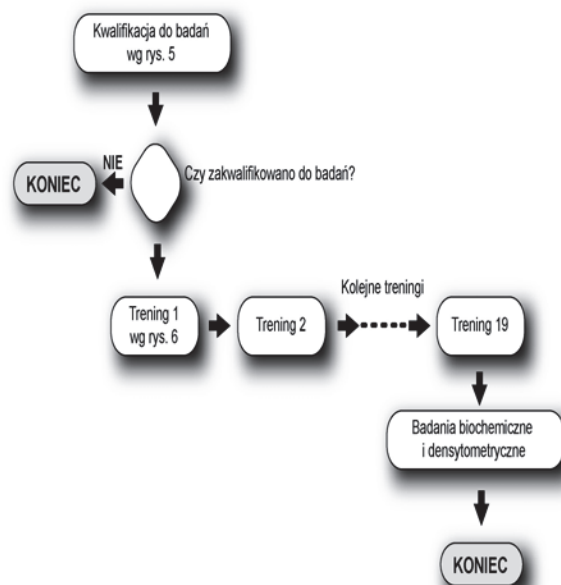 Kwalifikacja do badań
wg rys. 5
NIE
Czy zakwalifikowano do badań?
KONIEC
Kolejne treningi
Trening 1
wg rys. 6
Trening 2
Trening 19
Badania biochemiczne
i densytometryczne
KONIEC